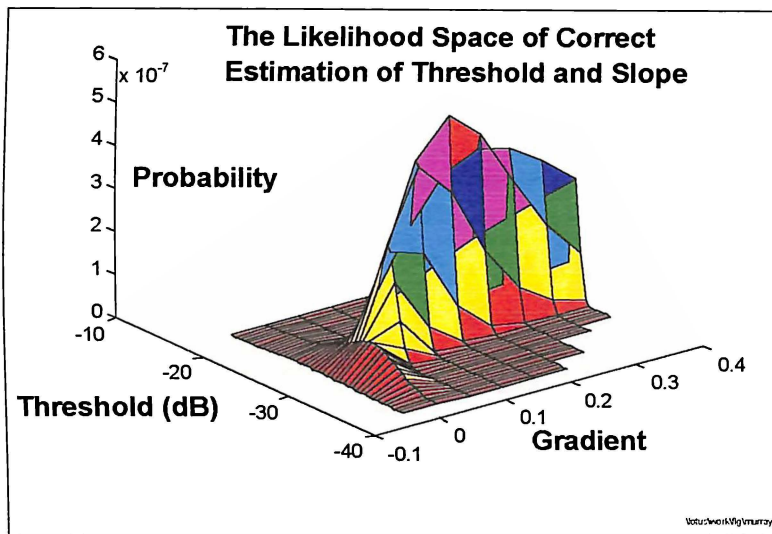 The Likelihood Space of Correct
Estimation of Threshold and Slope
6
x 10-7
5
4
Probability
3
2
1
0
-10
-20
Threshold (dB)
-30
-40
-0.1
0
0.1
0.2
0.3
0.4
Gradient